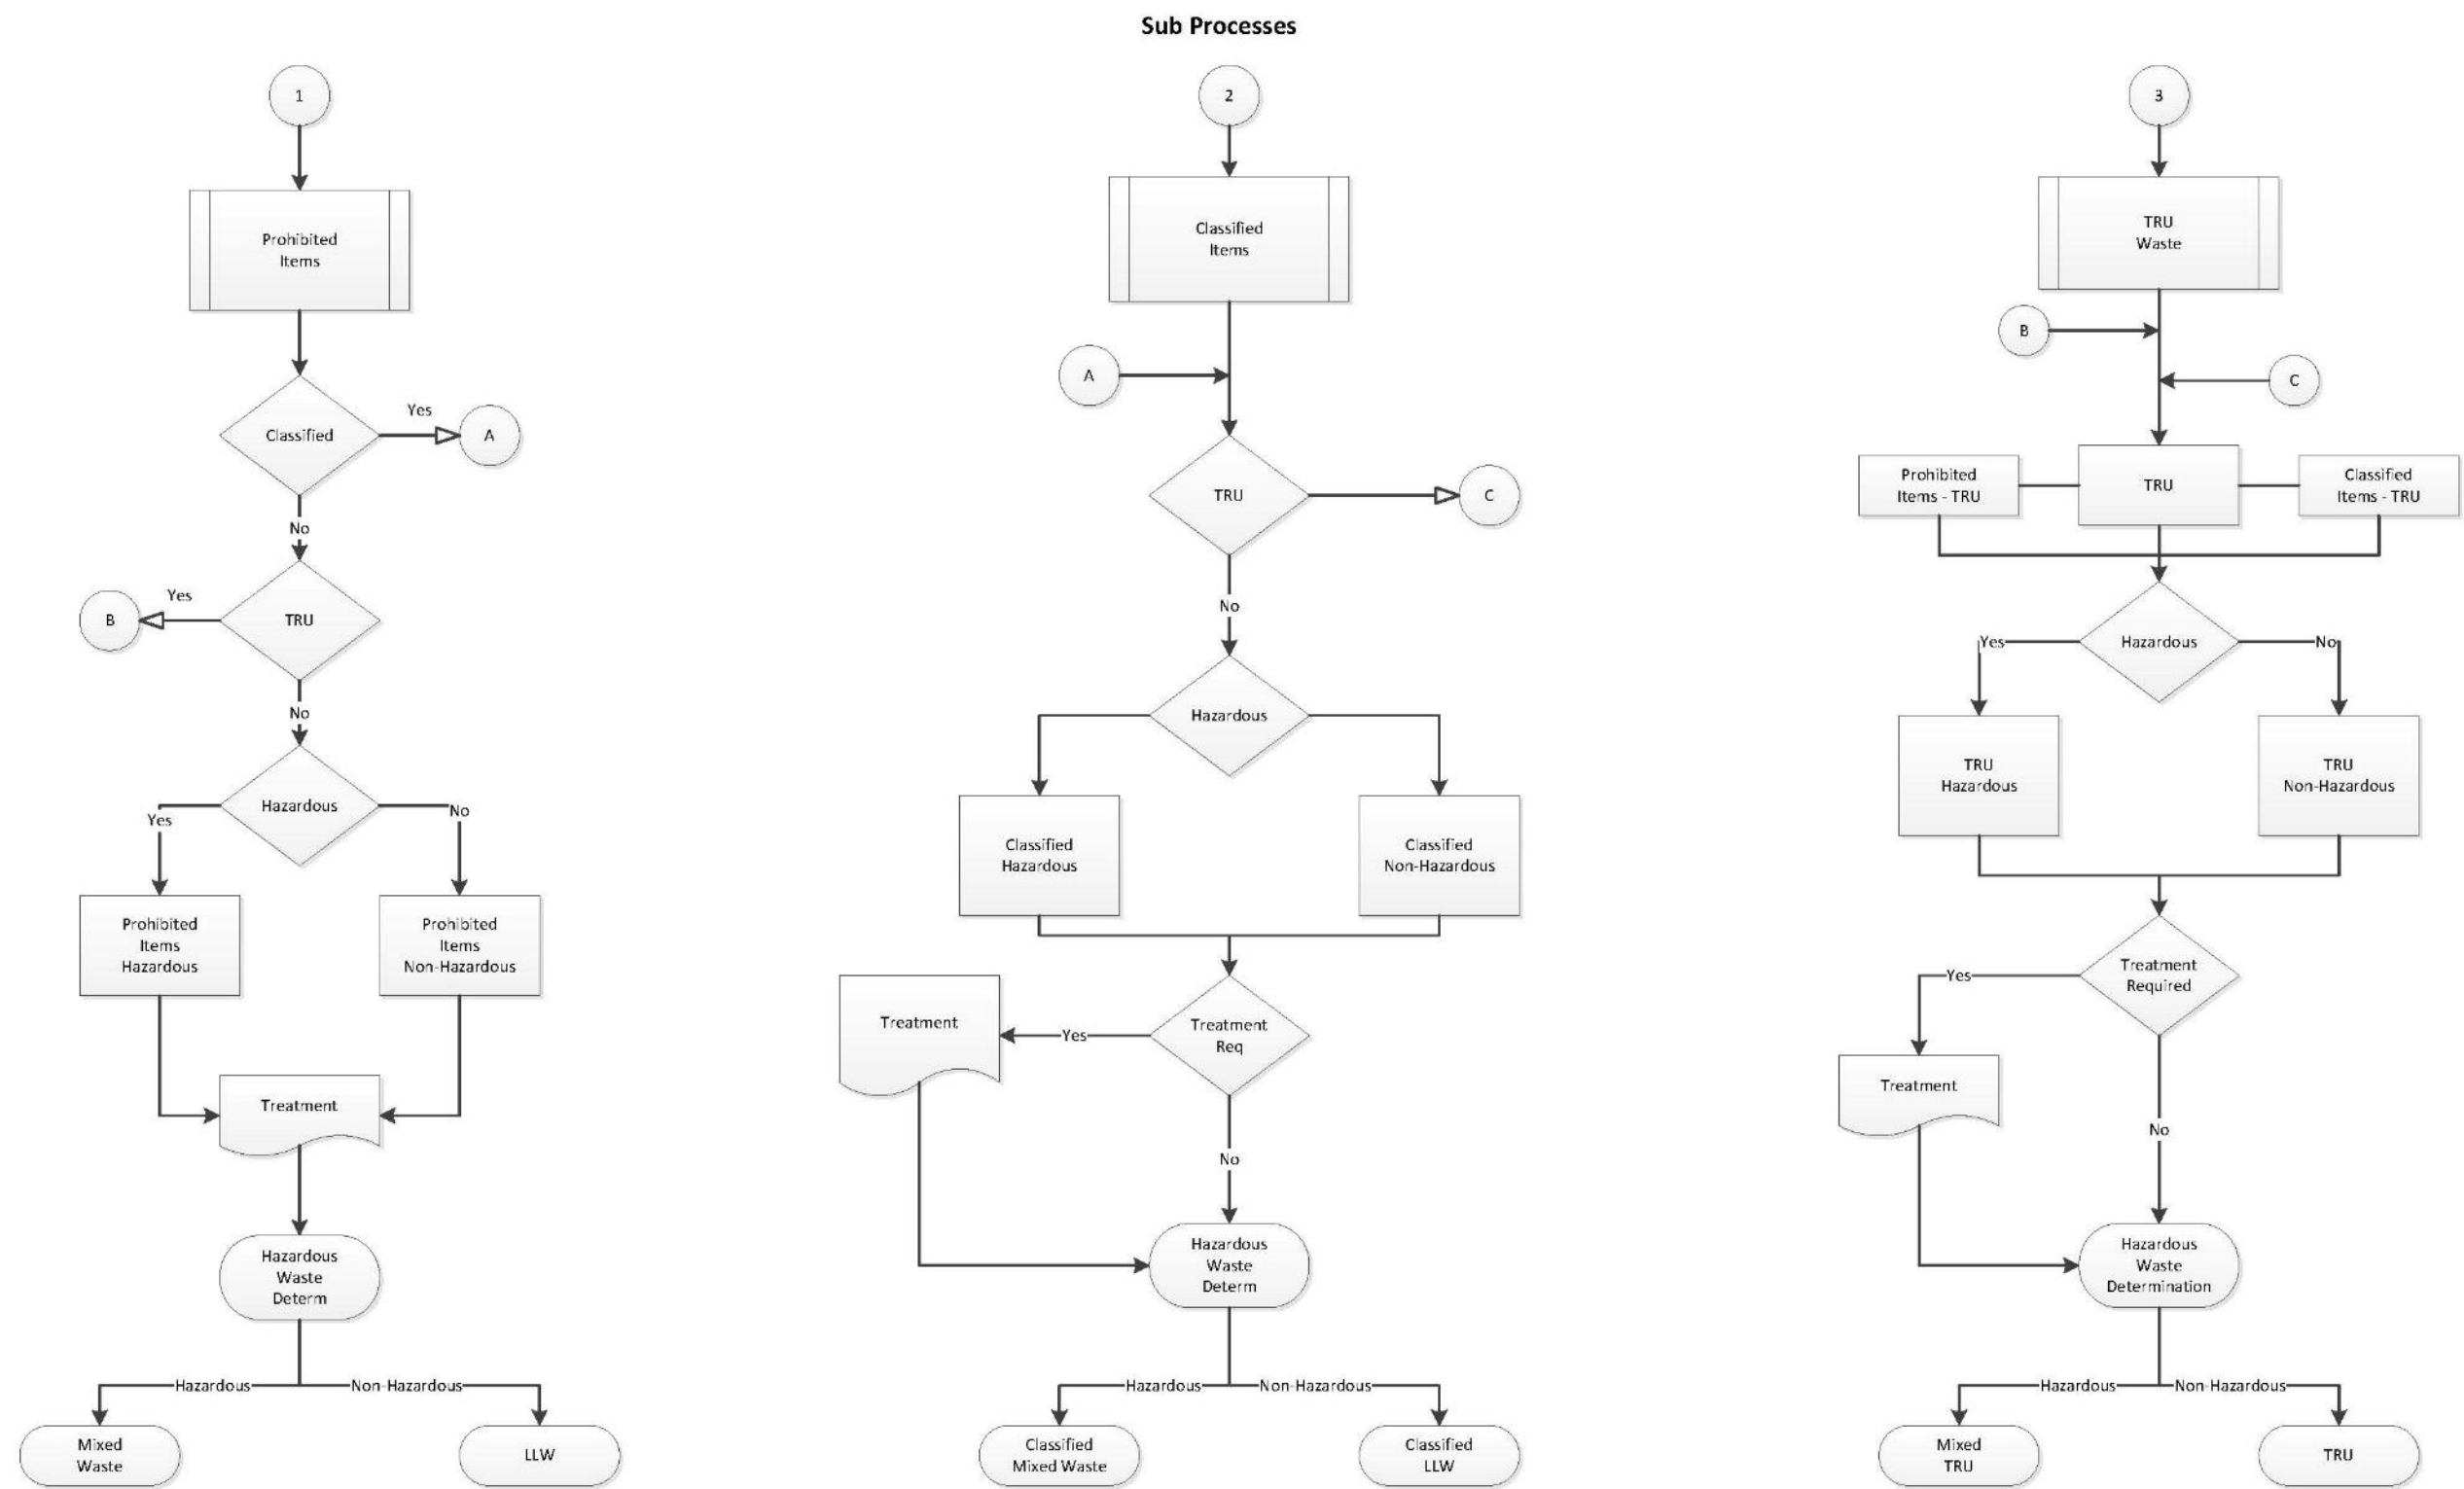 Sub Processes
1
Prohibited
Items
Classified
Yes
A
No
TRU
Yes
B
No
Hazardous
Yes
No
Prohibited
Items
Hazardous
Prohibited
Items
Non-Hazardous
Treatment
Hazardous
Waste
Determ
Hazardous
Non-Hazardous
Mixed
Waste
LLW
2
Classified
Items
A
TRU
C
No
Hazardous
Classified
Hazardous
Classified
Non-Hazardous
Treatment
Req
Yes
Treatment
No
Hazardous
Waste
Determ
Hazardous
Non-Hazardous
Classified
Mixed Waste
Classified
LLW
3
TRU
Waste
B
C
Prohibited
Items - TRU
TRU
Classified
Items - TRU
Hazardous
Yes
No
TRU
Hazardous
TRU
Non-Hazardous
Treatment
Required
Yes
Treatment
No
Hazardous
Waste
Determination
Hazardous
Non-Hazardous
Mixed
TRU
TRU